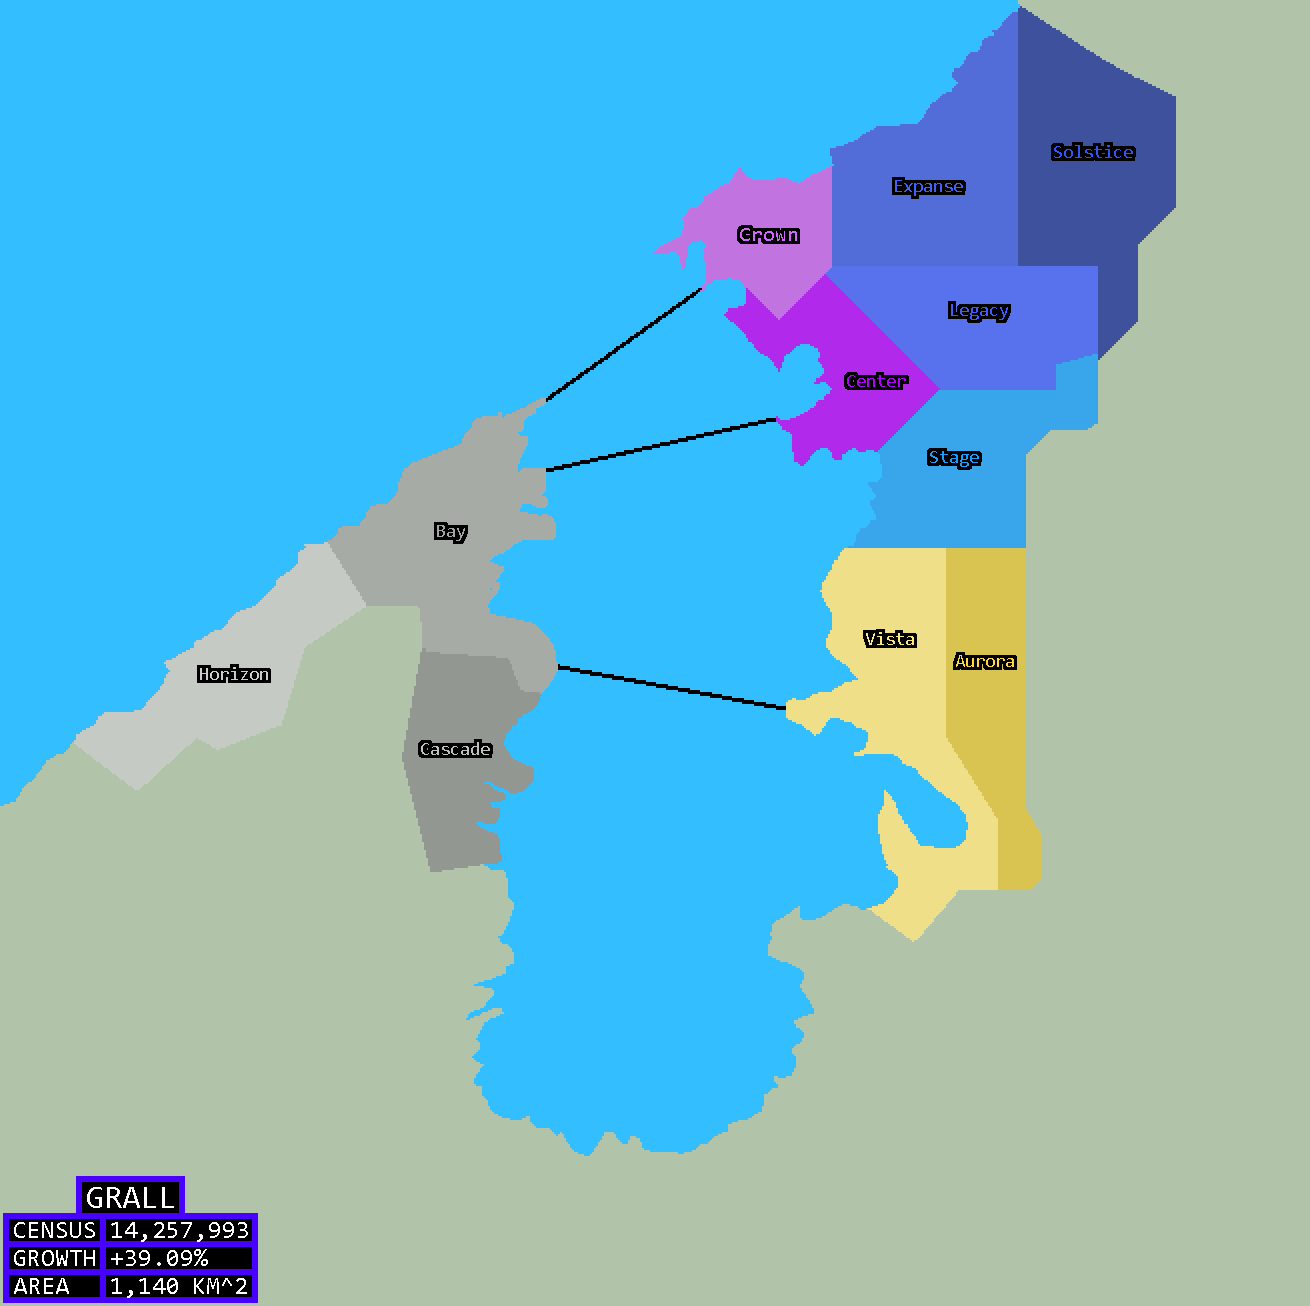 Solstice
Expanse
Crown
Legacy
Center
Stage
Bay
Vista
Aurora
Horizon
Cascade
GRALL
CENSUS 14,257,993
GROWTH +39.09%
AREA 1,140 KM^2